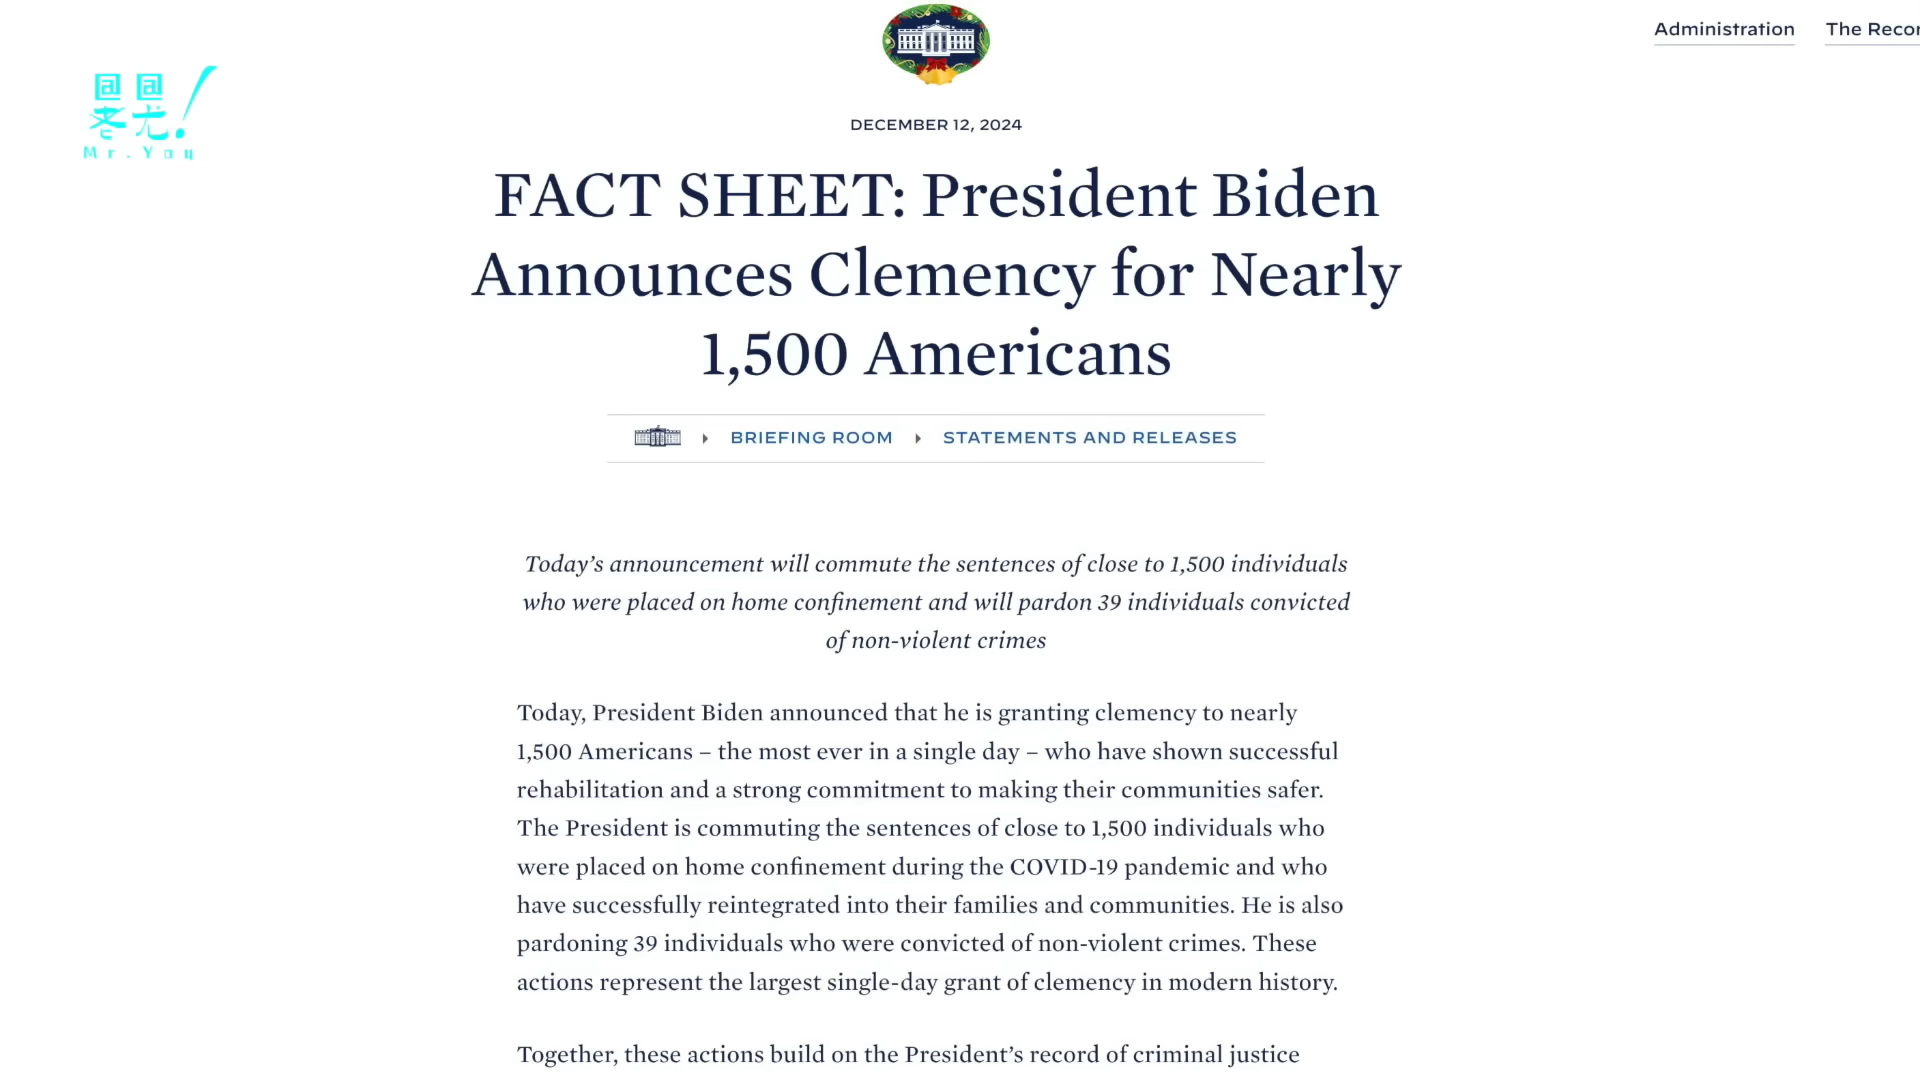 Administration
The Recor
老尤!
Mr.You
DECEMBER 12, 2024
FACT SHEET: President Biden
Announces Clemency for Nearly
1,500 Americans
BRIEFING ROOM
STATEMENTS AND RELEASES
Today’s announcement will commute the sentences of close to 1,500 individuals
who were placed on home confinement and will pardon 39 individuals convicted
of non-violent crimes
Today, President Biden announced that he is granting clemency to nearly
1,500 Americans – the most ever in a single day – who have shown successful
rehabilitation and a strong commitment to making their communities safer.
The President is commuting the sentences of close to 1,500 individuals who
were placed on home confinement during the COVID-19 pandemic and who
have successfully reintegrated into their families and communities. He is also
pardoning 39 individuals who were convicted of non-violent crimes. These
actions represent the largest single-day grant of clemency in modern history.
Together, these actions build on the President’s record of criminal justice